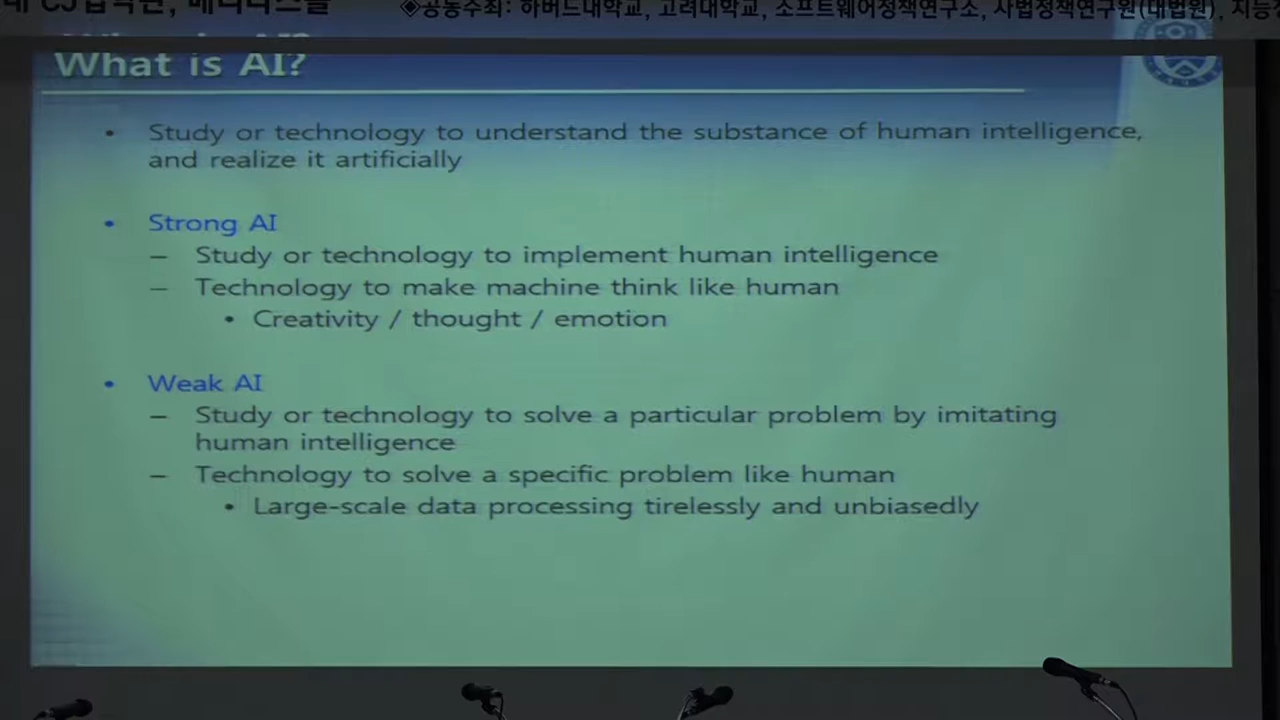 ◈공동수최: 하버드대학교, 고려대학교, 소프트웨어정책연구소, 사법정책연구원(대법원), 지능정
What is AI?
• Study or technology to understand the substance of human intelligence,
and realize it artificially
• Strong AI
– Study or technology to implement human intelligence
– Technology to make machine think like human
• Creativity / thought / emotion
• Weak AI
– Study or technology to solve a particular problem by imitating
human intelligence
– Technology to solve a specific problem like human
• Large-scale data processing tirelessly and unbiasedly